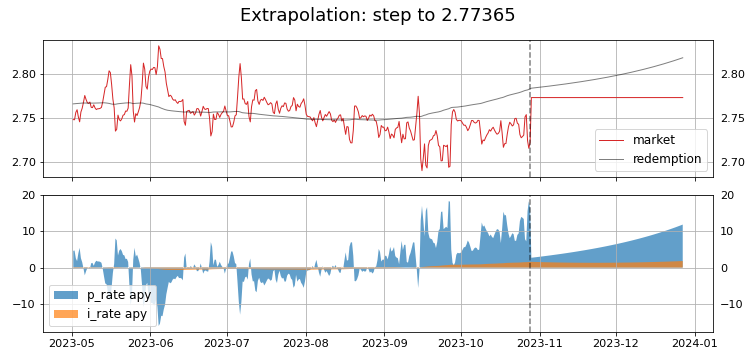 Extrapolation: step to 2.77365
2.80 2.80
2.75 2.75
2.70 2.70
market
redemption
20 20
10 10
0 0
−10 −10
p_rate apy
i_rate apy
2023-05 2023-06 2023-07 2023-08 2023-09 2023-10 2023-11 2023-12 2024-01